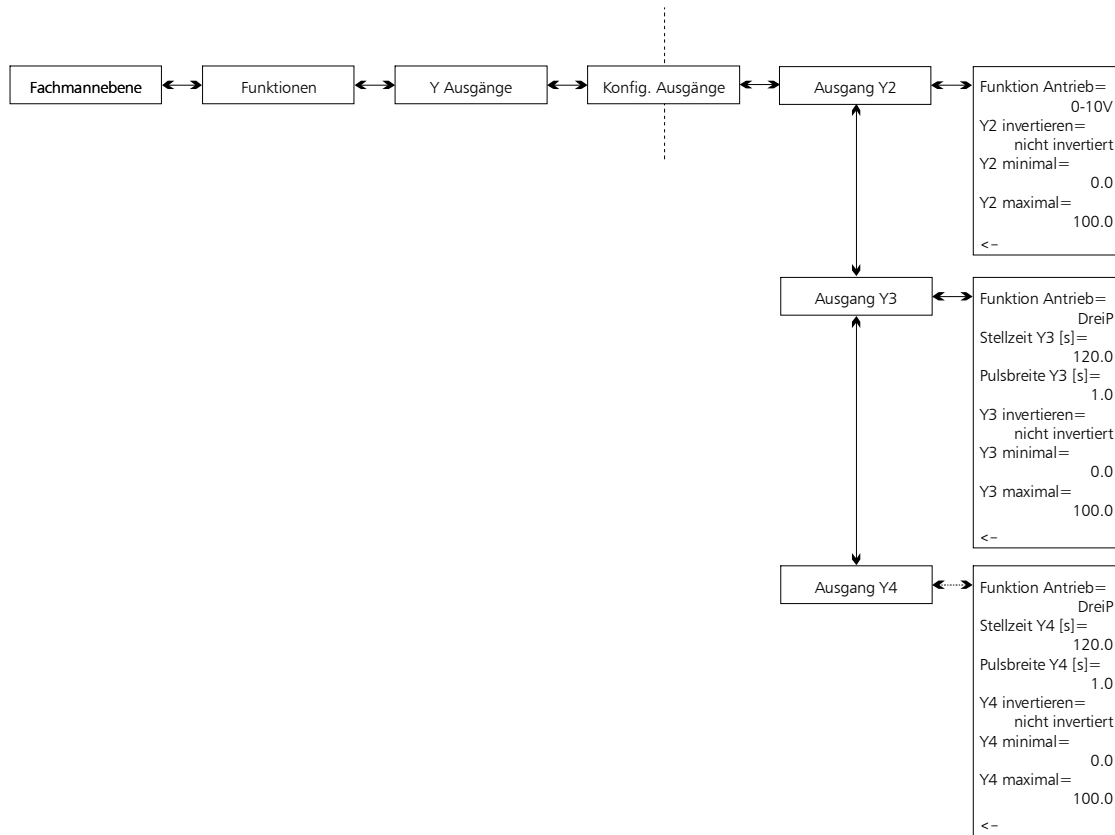 Fachmannebene
Funktionen
Y Ausgänge
Konfig. Ausgänge
Ausgang Y2
Funktion Antrieb=
0-10V
Y2 invertieren=
nicht invertiert
Y2 minimal=
0.0
Y2 maximal=
100.0
<-
Ausgang Y3
Funktion Antrieb=
DreiP
Stellzeit Y3 [s]=
120.0
Pulsbreite Y3 [s]=
1.0
Y3 invertieren=
nicht invertiert
Y3 minimal=
0.0
Y3 maximal=
100.0
<-
Ausgang Y4
Funktion Antrieb=
DreiP
Stellzeit Y4 [s]=
120.0
Pulsbreite Y4 [s]=
1.0
Y4 invertieren=
nicht invertiert
Y4 minimal=
0.0
Y4 maximal=
100.0
<-